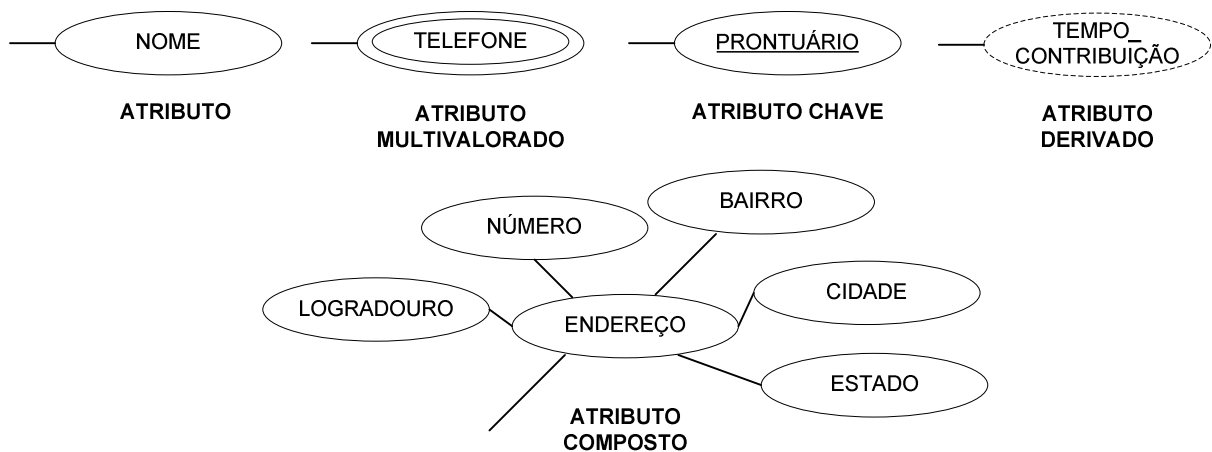 NOME
TELEFONE
PRONTUÁRIO
TEMPO_
CONTRIBUIÇÃO
ATRIBUTO
ATRIBUTO
MULTIVALORADO
ATRIBUTO CHAVE
ATRIBUTO
DERIVADO
BAIRRO
NÚMERO
CIDADE
LOGRADOURO
ENDEREÇO
ESTADO
ATRIBUTO
COMPOSTO